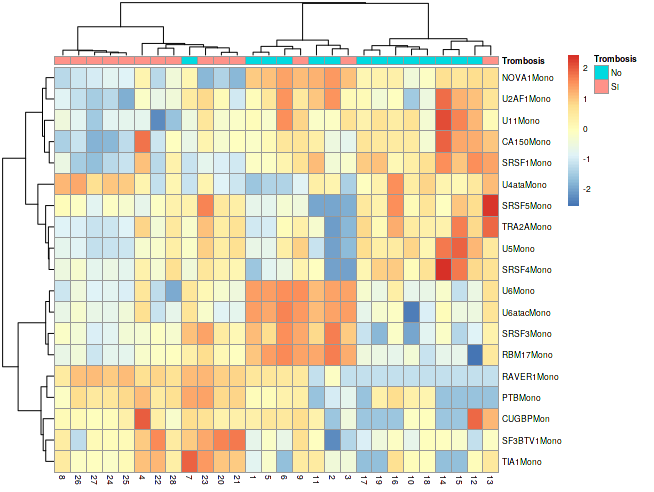 Trombosis
NOVA1Mono
U2AF1Mono
U11Mono
CA150Mono
SRSF1Mono
U4ataMono
SRSF5Mono
TRA2AMono
U5Mono
SRSF4Mono
U6Mono
U6atacMono
SRSF3Mono
RBM17Mono
RAVER1Mono
PTBMono
CUGBPMon
SF3BTV1Mono
TIA1Mono
8 26 27 24 25 4 22 28 7 23 20 21 1 5 6 9 11 2 3 17 19 16 10 18 14 15 12 13
2
1
0
-1
-2
Trombosis
No
SI